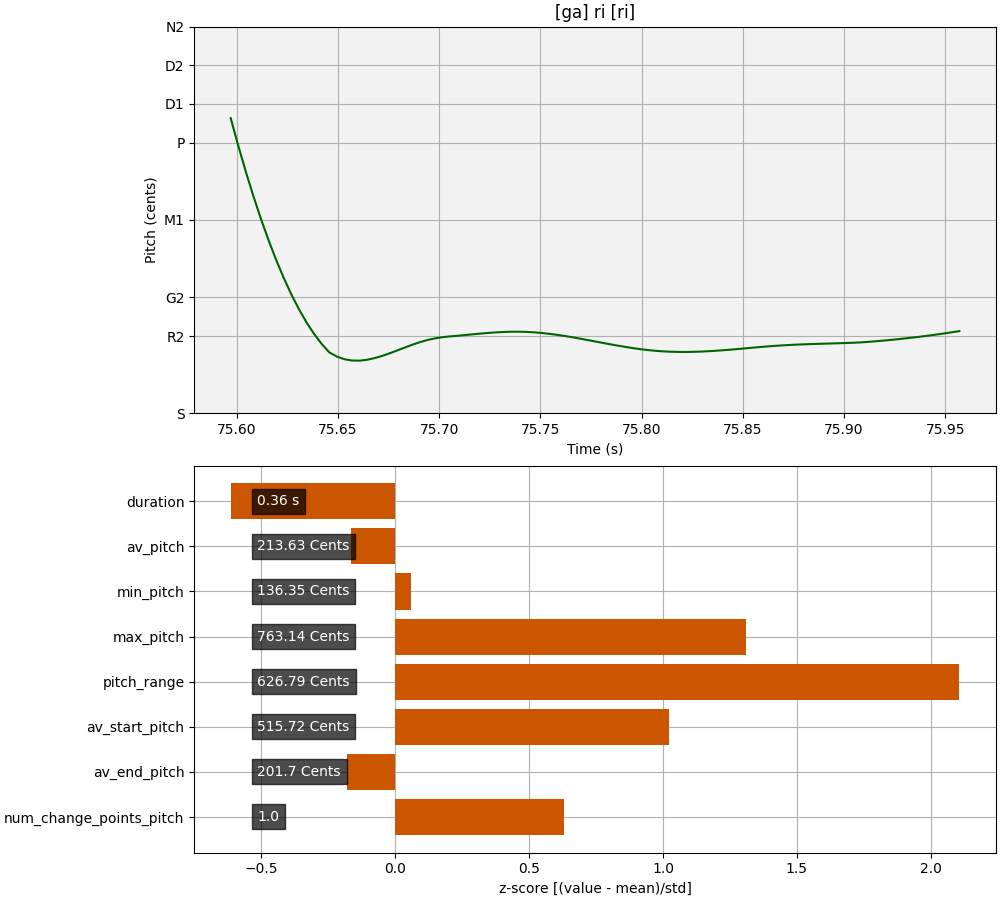 [ga] ri [ri]
N2
D2
D1
P
M1
G2
R2
S
Pitch (cents)
75.60 75.65 75.70 75.75 75.80 75.85 75.90 75.95
Time (s)
duration 0.36 s
av_pitch 213.63 Cents
min_pitch 136.35 Cents
max_pitch 763.14 Cents
pitch_range 626.79 Cents
av_start_pitch 515.72 Cents
av_end_pitch 201.7 Cents
num_change_points_pitch 1.0
−0.5 0.0 0.5 1.0 1.5 2.0
z-score [(value - mean)/std]